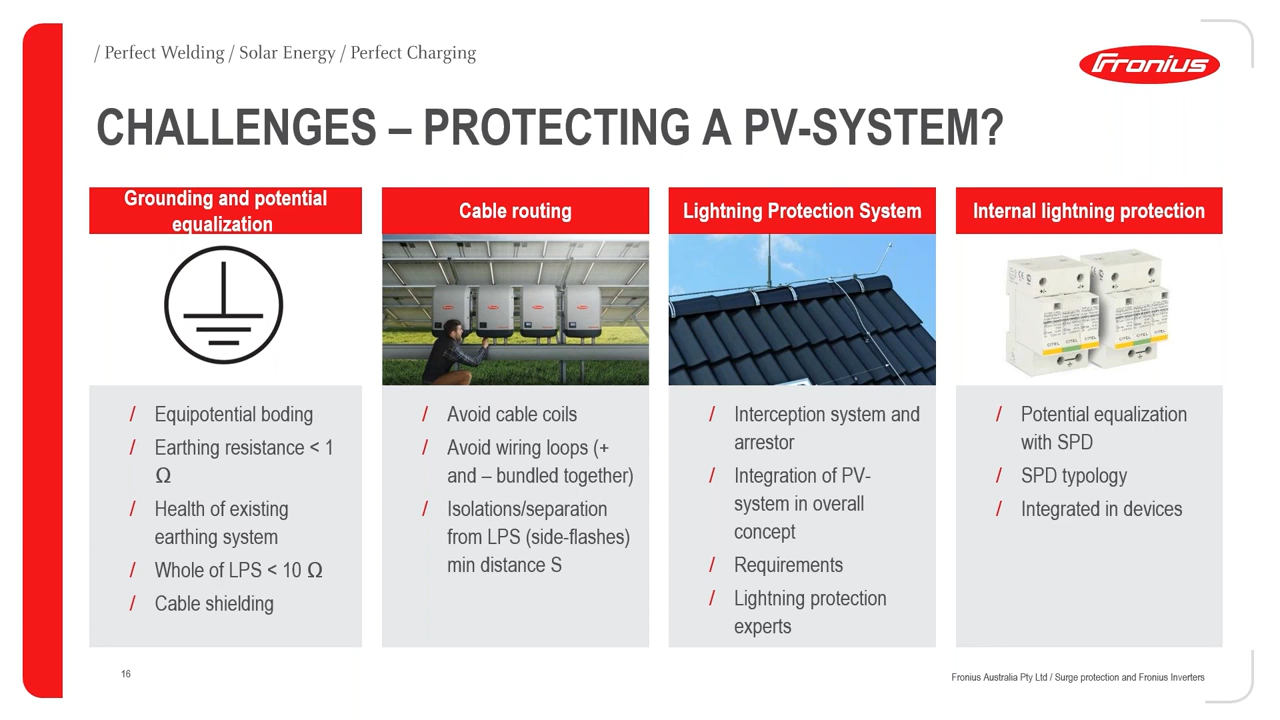 / Perfect Welding / Solar Energy / Perfect Charging
Fronius
CHALLENGES – PROTECTING A PV-SYSTEM?
Grounding and potential
equalization
/ Equipotential boding
/ Earthing resistance < 1
Ω
/ Health of existing
earthing system
/ Whole of LPS < 10 Ω
/ Cable shielding
Cable routing
/ Avoid cable coils
/ Avoid wiring loops (+
and – bundled together)
/ Isolations/separation
from LPS (side-flashes)
min distance S
Lightning Protection System
/ Interception system and
arrestor
/ Integration of PV-
system in overall
concept
/ Requirements
/ Lightning protection
experts
Internal lightning protection
CITEL
CITEL
/ Potential equalization
with SPD
/ SPD typology
/ Integrated in devices
16
Fronius Australia Pty Ltd / Surge protection and Fronius Inverters